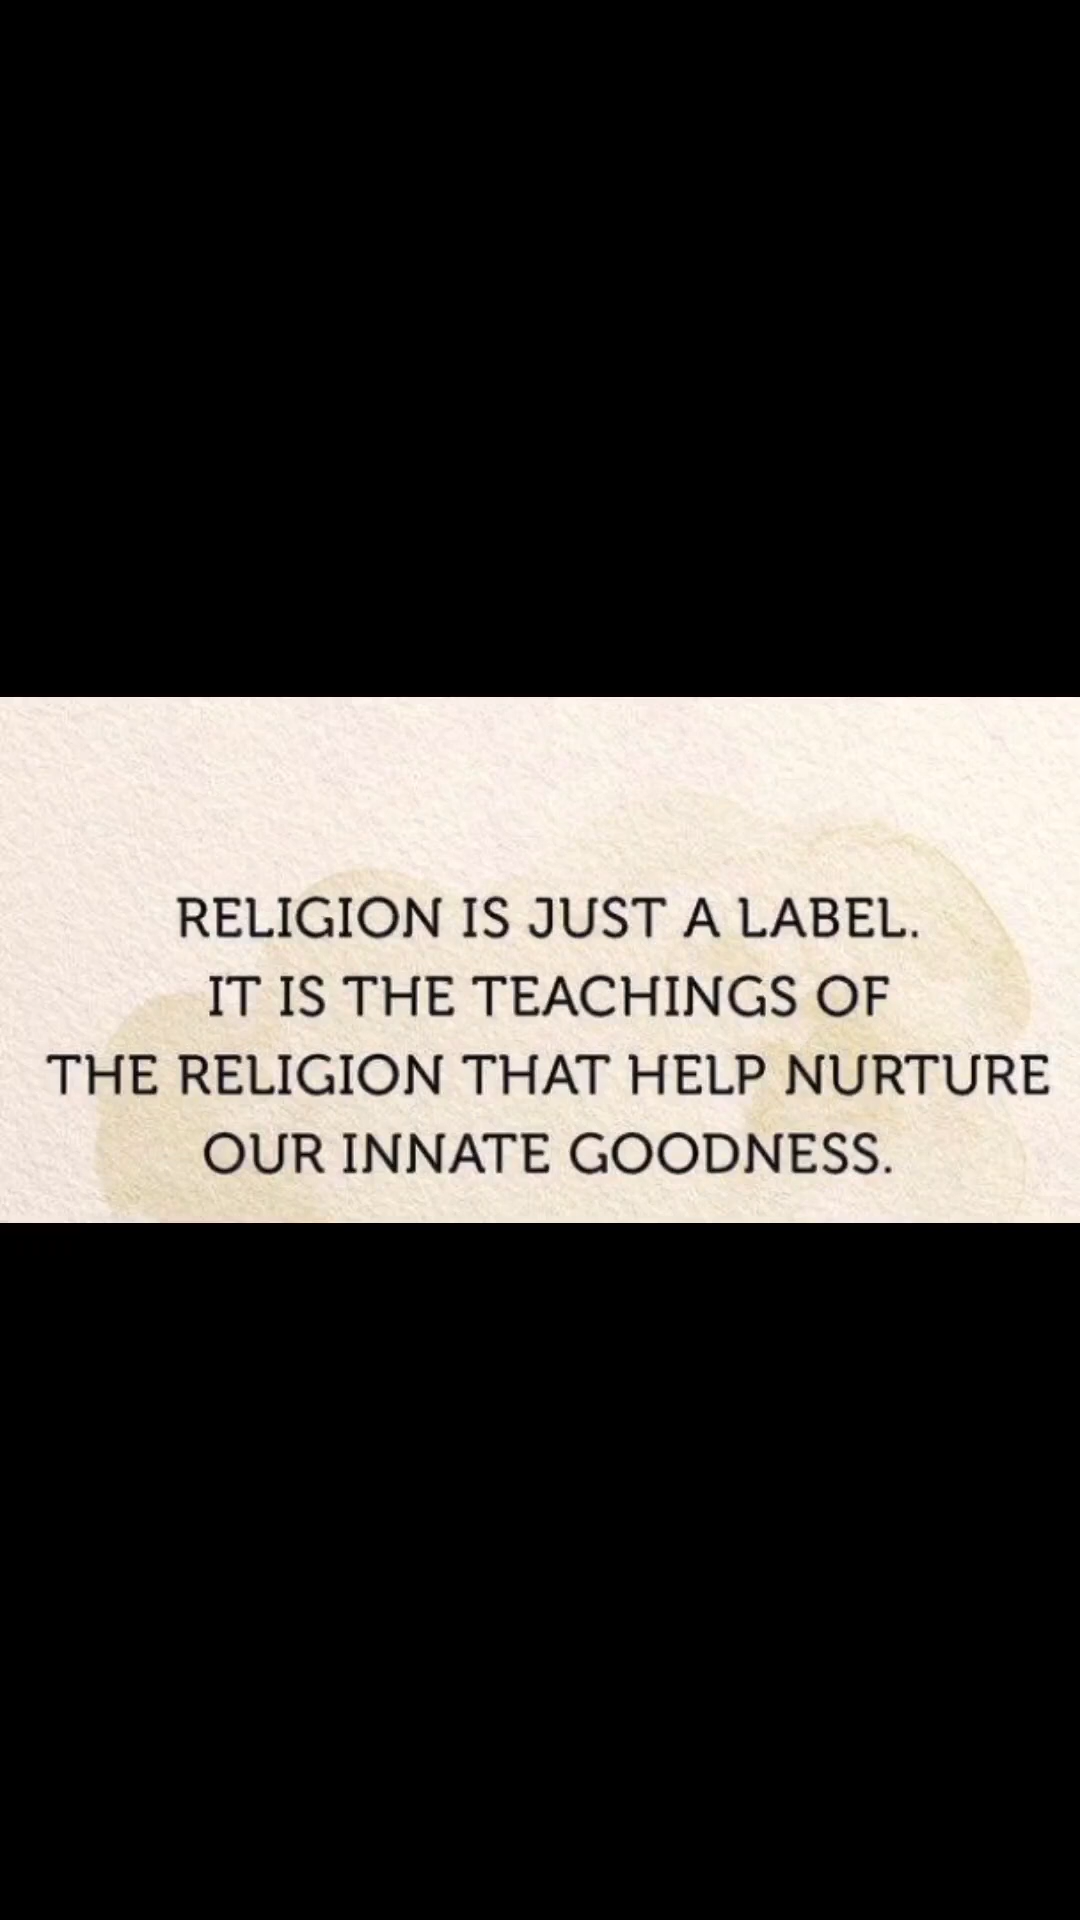 RELIGION IS JUST A LABEL.
IT IS THE TEACHINGS OF
THE RELIGION THAT HELP NURTURE
OUR INNATE GOODNESS.